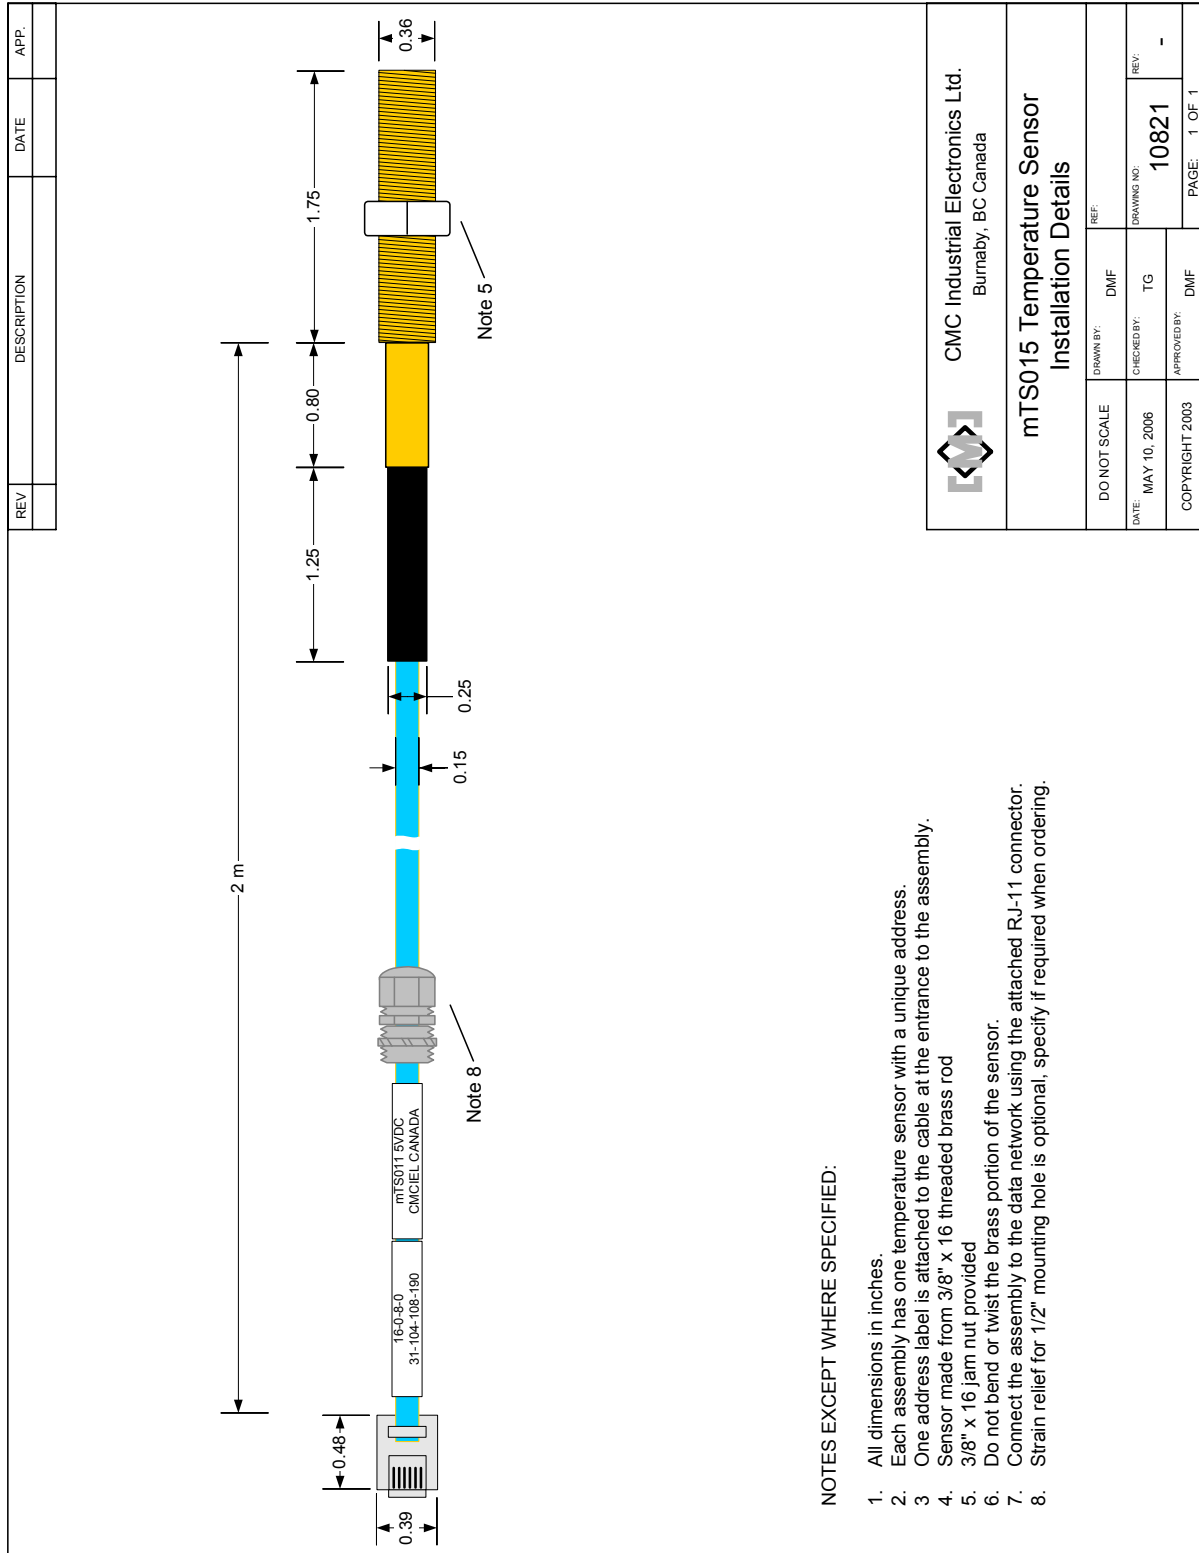 REV DESCRIPTION DATE APP.
2 m
0.48
1.25
0.80
1.75
0.39
0.36
0.15
0.25
16-0-8-0
31-104-108-190
mTS011 5VDC
CMCIEL CANADA
Note 8
Note 5
NOTES EXCEPT WHERE SPECIFIED:
1. All dimensions in inches.
2. Each assembly has one temperature sensor with a unique address.
3 One address label is attached to the cable at the entrance to the assembly.
4. Sensor made from 3/8" x 16 threaded brass rod
5. 3/8" x 16 jam nut provided
6. Do not bend or twist the brass portion of the sensor.
7. Connect the assembly to the data network using the attached RJ-11 connector.
8. Strain relief for 1/2" mounting hole is optional, specify if required when ordering.
[M]
CMC Industrial Electronics Ltd.
Burnaby, BC Canada
mTS015 Temperature Sensor
Installation Details
DO NOT SCALE
DRAWN BY: DMF
REF:
DATE: MAY 10, 2006
CHECKED BY: TG
DRAWING NO: 10821
REV: -
COPYRIGHT 2003
APPROVED BY: DMF
PAGE: 1 OF 1